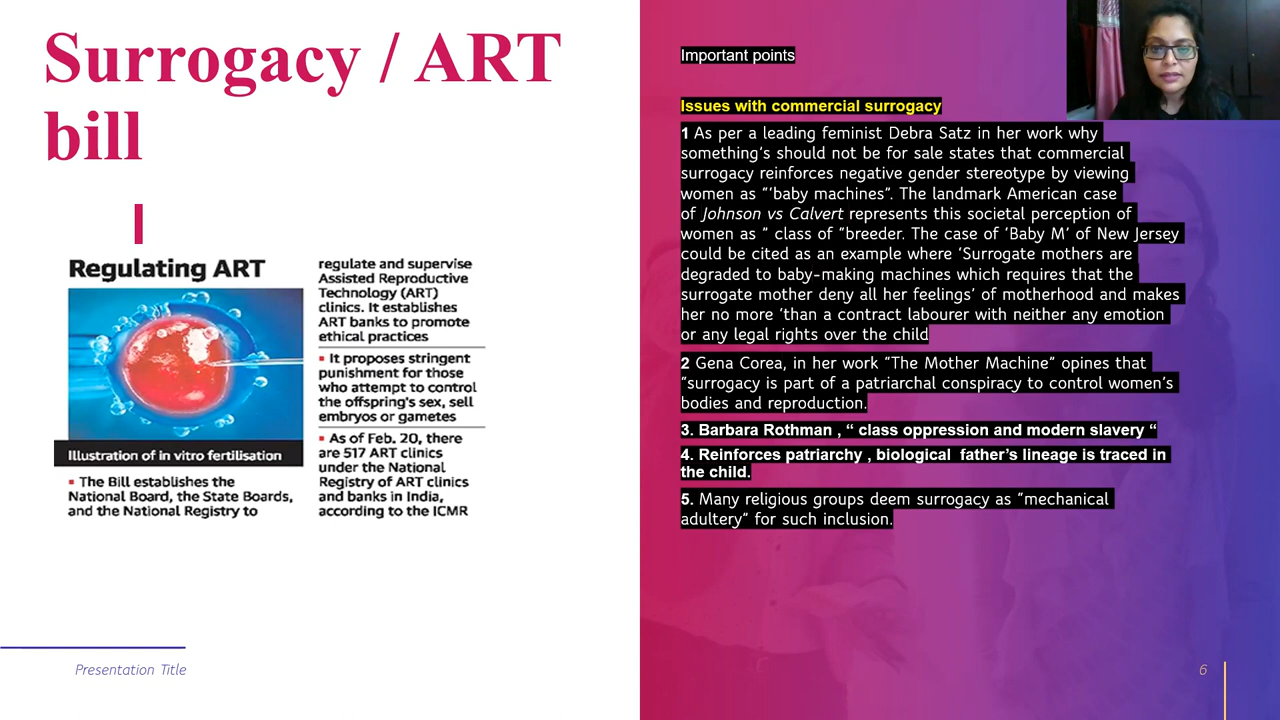 Surrogacy / ART
bill
Regulating ART
Illustration of in vitro fertilisation
▪ The Bill establishes the
National Board, the State Boards,
and the National Registry to
regulate and supervise
Assisted Reproductive
Technology (ART)
clinics. It establishes
ART banks to promote
ethical practices
▪ It proposes stringent
punishment for those
who attempt to control
the offspring's sex, sell
embryos or gametes
▪ As of Feb. 20, there
are 517 ART clinics
under the National
Registry of ART clinics
and banks in India,
according to the ICMR
Presentation Title
Important points
Issues with commercial surrogacy
1 As per a leading feminist Debra Satz in her work why
something's should not be for sale states that commercial
surrogacy reinforces negative gender stereotype by viewing
women as "'baby machines". The landmark American case
of Johnson vs Calvert represents this societal perception of
women as " class of "breeder. The case of 'Baby M' of New Jersey
could be cited as an example where 'Surrogate mothers are
degraded to baby-making machines which requires that the
surrogate mother deny all her feelings' of motherhood and makes
her no more 'than a contract labourer with neither any emotion
or any legal rights over the child
2 Gena Corea, in her work "The Mother Machine" opines that
"surrogacy is part of a patriarchal conspiracy to control women's
bodies and reproduction.
3. Barbara Rothman , “ class oppression and modern slavery “
4. Reinforces patriarchy , biological father's lineage is traced in
the child.
5. Many religious groups deem surrogacy as "mechanical
adultery" for such inclusion.
6